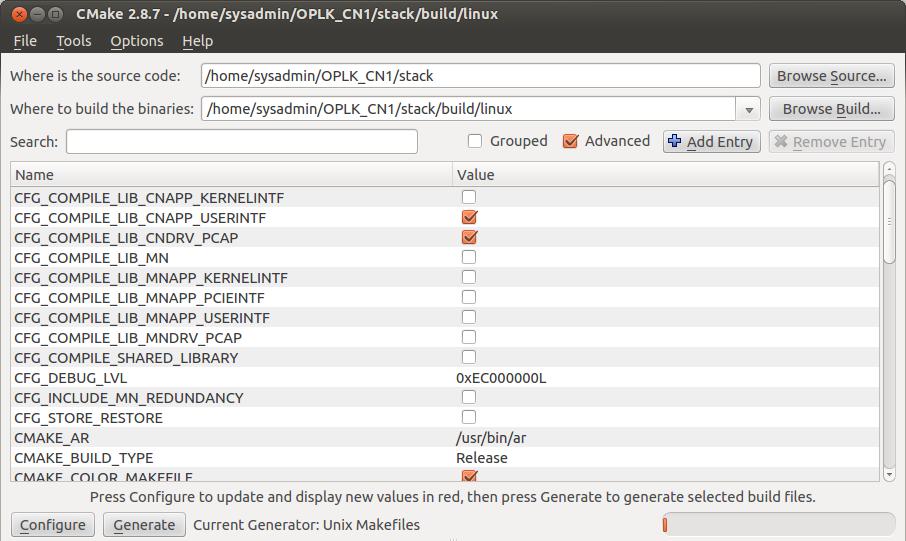 CMake 2.8.7 - /home/sysadmin/OPLK_CN1/stack/build/linux
File Tools Options Help
Where is the source code: /home/sysadmin/OPLK_CN1/stack Browse Source...
Where to build the binaries: /home/sysadmin/OPLK_CN1/stack/build/linux Browse Build...
Search: Grouped Advanced Add Entry Remove Entry
Name Value
CFG_COMPILE_LIB_CNAPP_KERNELINTF
CFG_COMPILE_LIB_CNAPP_USERINTF
CFG_COMPILE_LIB_CNDRV_PCAP
CFG_COMPILE_LIB_MN
CFG_COMPILE_LIB_MNAPP_KERNELINTF
CFG_COMPILE_LIB_MNAPP_PCIEINTF
CFG_COMPILE_LIB_MNAPP_USERINTF
CFG_COMPILE_LIB_MNDRV_PCAP
CFG_COMPILE_SHARED_LIBRARY
CFG_DEBUG_LVL 0xEC000000L
CFG_INCLUDE_MN_REDUNDANCY
CFG_STORE_RESTORE
CMAKE_AR /usr/bin/ar
CMAKE_BUILD_TYPE Release
CMAKE_COLOR_MAKEFILE
Press Configure to update and display new values in red, then press Generate to generate selected build files.
Configure Generate Current Generator: Unix Makefiles